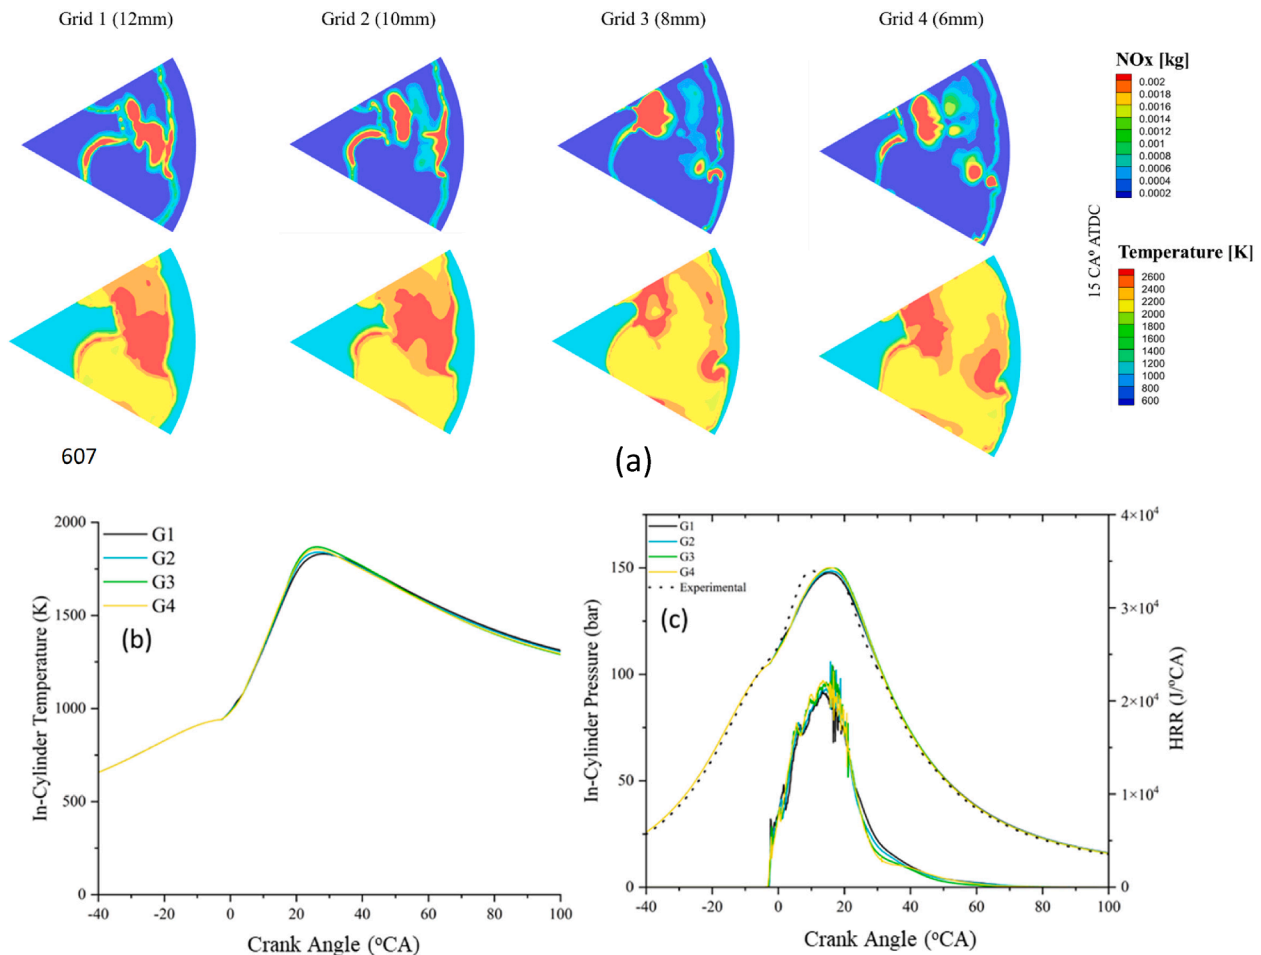 Grid 1 (12mm)
Grid 2 (10mm)
Grid 3 (8mm)
Grid 4 (6mm)
NOx [kg]
0.002
0.0018
0.0016
0.0014
0.0012
0.001
0.0008
0.0006
0.0004
0.0002
15 CAº ATDC
Temperature [K]
2600
2400
2200
2000
1800
1600
1400
1200
1000
800
600
607
(a)
2000
1500
1000
500
0
In-Cylinder Temperature (K)
G1
G2
G3
G4
(b)
-40
-20
0
20
40
60
80
100
Crank Angle (ºCA)
150
100
50
0
In-Cylinder Pressure (bar)
G1
G2
G3
G4
Experimental
(c)
4×10⁴
3×10⁴
2×10⁴
1×10⁴
0
HRR (J/ºCA)
-40
-20
0
20
40
60
80
100
Crank Angle (ºCA)